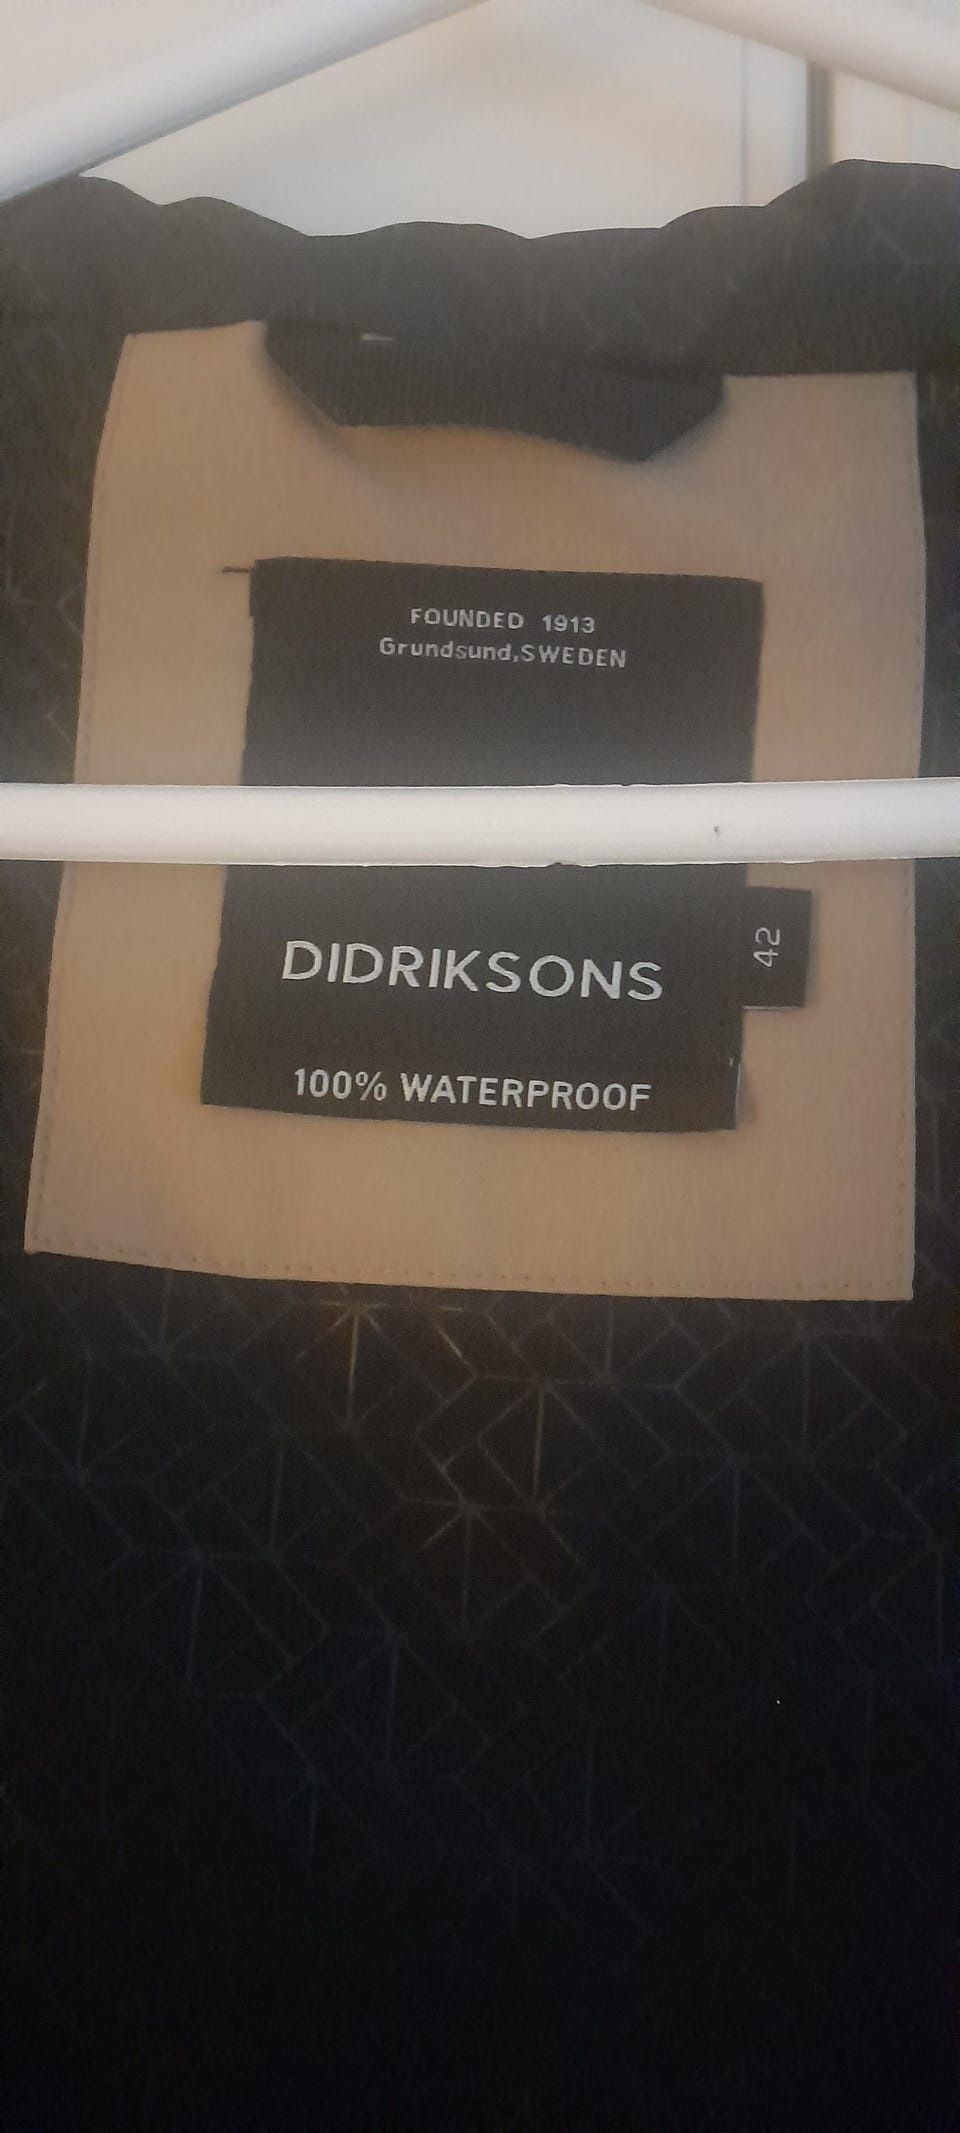 FOUNDED 1913
Grundsund,SWEDEN
DIDRIKSONS
42
100% WATERPROOF